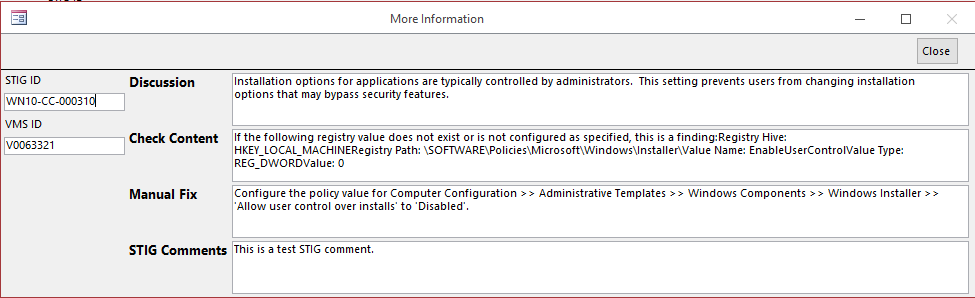 More Information
Close
STIG ID
WN10-CC-000310
VMS ID
V0063321
Discussion
Installation options for applications are typically controlled by administrators.  This setting prevents users from changing installation
options that may bypass security features.
Check Content
If the following registry value does not exist or is not configured as specified, this is a finding:Registry Hive:
HKEY_LOCAL_MACHINERegistry Path: \SOFTWARE\Policies\Microsoft\Windows\Installer\Value Name: EnableUserControlValue Type:
REG_DWORDValue: 0
Manual Fix
Configure the policy value for Computer Configuration >> Administrative Templates >> Windows Components >> Windows Installer >>
'Allow user control over installs' to 'Disabled'.
STIG Comments
This is a test STIG comment.